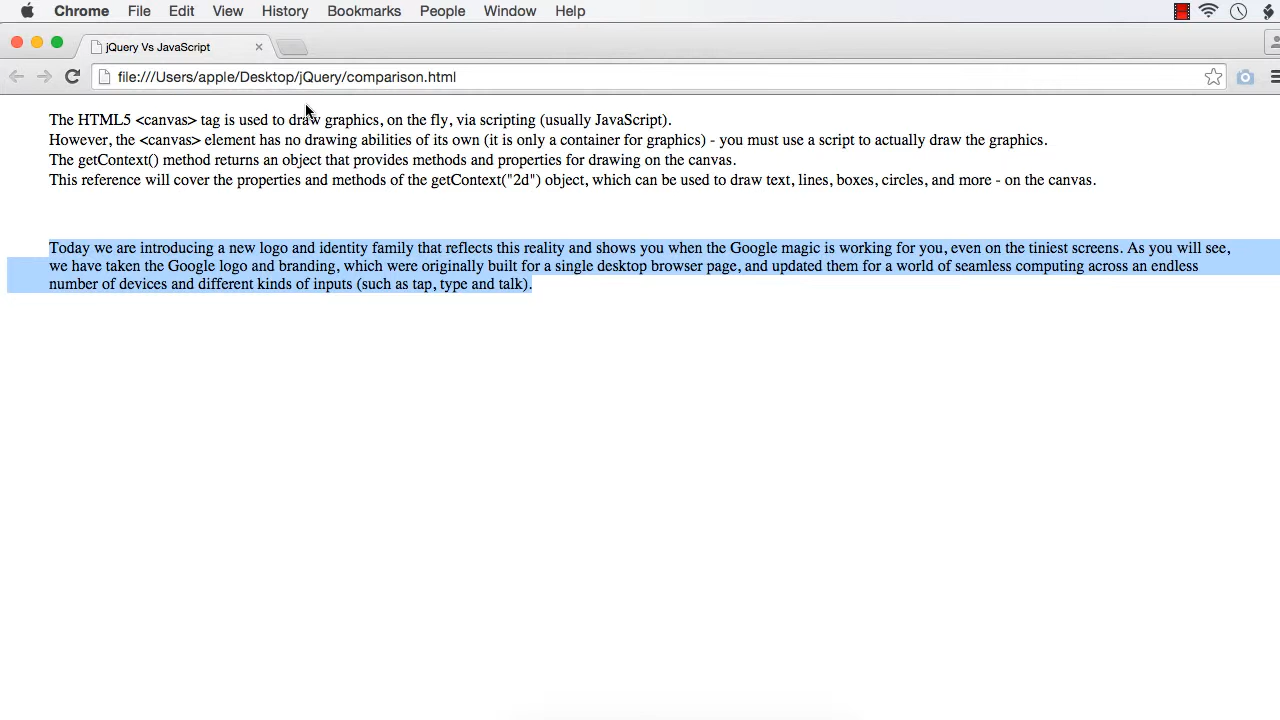 Chrome File Edit View History Bookmarks People Window Help
jQuery Vs JavaScript
file:///Users/apple/Desktop/jQuery/comparison.html
The HTML5 <canvas> tag is used to draw graphics, on the fly, via scripting (usually JavaScript).
However, the <canvas> element has no drawing abilities of its own (it is only a container for graphics) - you must use a script to actually draw the graphics.
The getContext() method returns an object that provides methods and properties for drawing on the canvas.
This reference will cover the properties and methods of the getContext("2d") object, which can be used to draw text, lines, boxes, circles, and more - on the canvas.
Today we are introducing a new logo and identity family that reflects this reality and shows you when the Google magic is working for you, even on the tiniest screens. As you will see,
we have taken the Google logo and branding, which were originally built for a single desktop browser page, and updated them for a world of seamless computing across an endless
number of devices and different kinds of inputs (such as tap, type and talk).